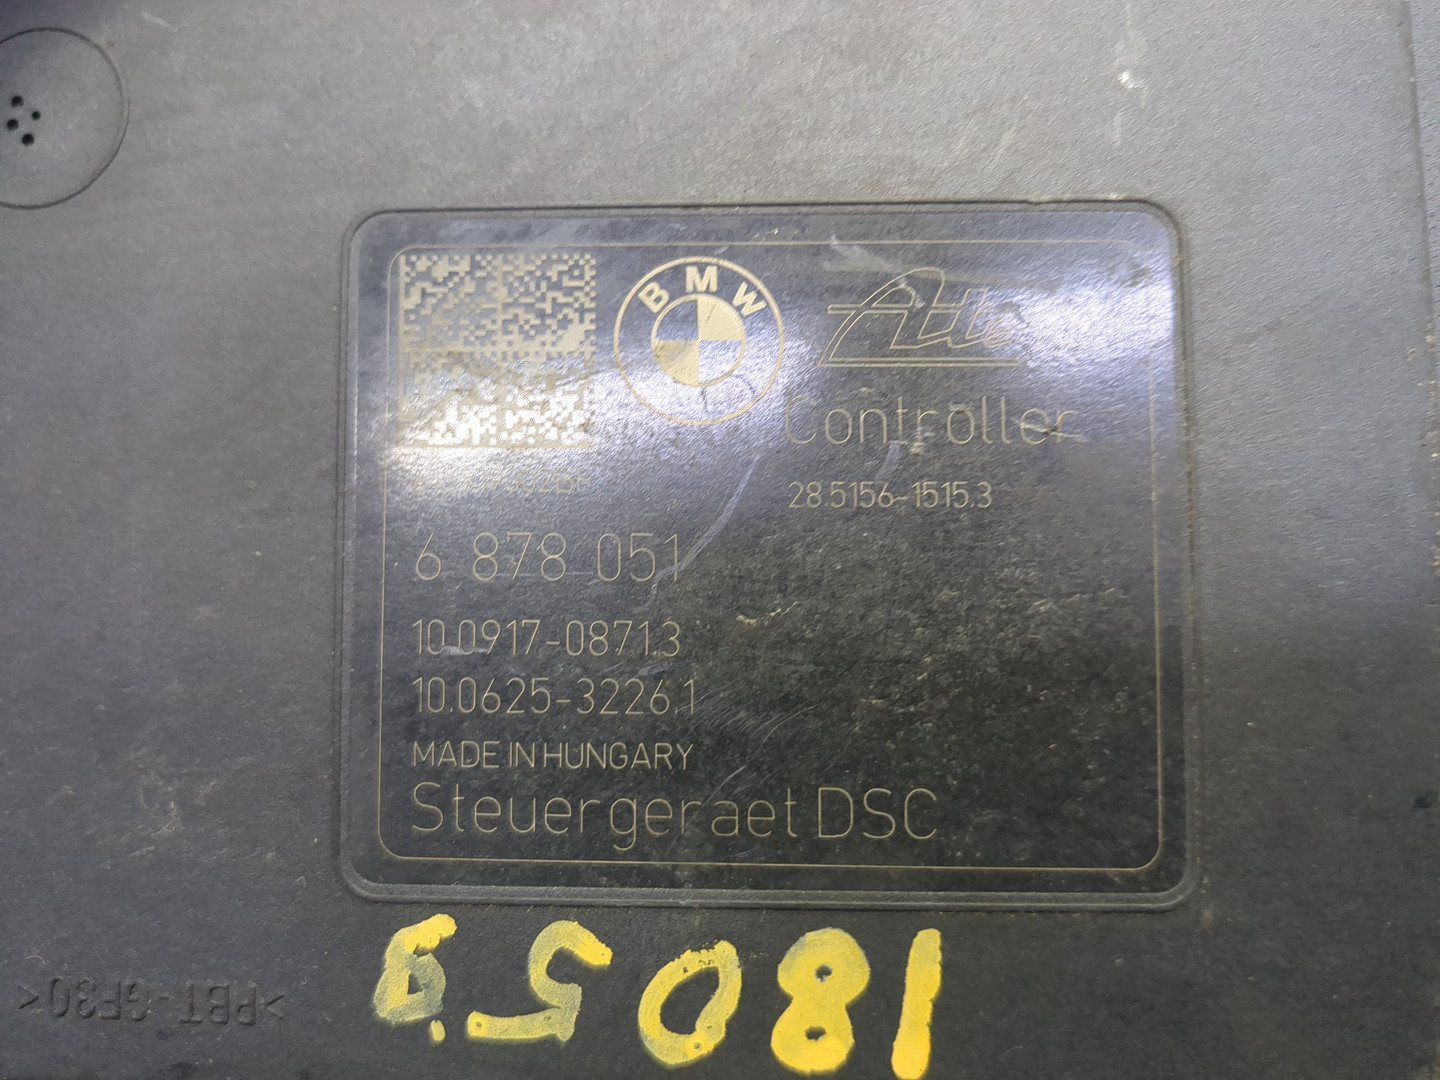 BMW
Ate
Controller
28.5156-1515.3
6 878 051
10.0917-0871.3
10.0625-3226.1
MADE IN HUNGARY
Steuergeraet DSC
>PBT-GF30<